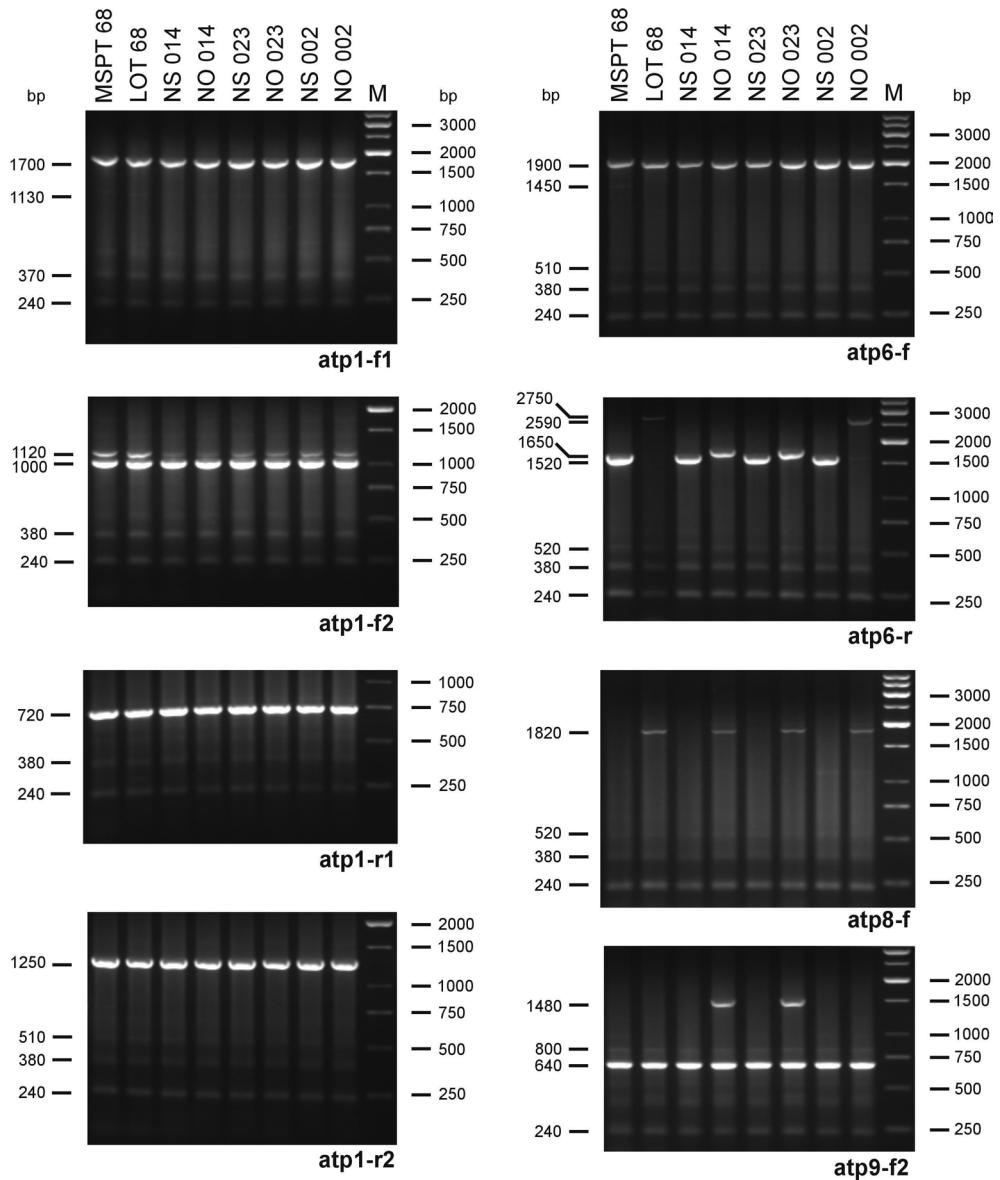 MSPT 68
LOT 68
NS 014
NO 014
NS 023
NO 023
NS 002
NO 002
bp
M
bp
1700
1130
370
240
3000
2000
1500
1000
750
500
250
atp1-f1
1120
1000
380
240
2000
1500
1000
750
500
250
atp1-f2
720
380
240
1000
750
500
250
atp1-r1
1250
510
380
240
2000
1500
1000
750
500
250
atp1-r2
MSPT 68
LOT 68
NS 014
NO 014
NS 023
NO 023
NS 002
NO 002
bp
M
bp
1900
1450
510
380
240
3000
2000
1500
1000
750
500
250
atp6-f
2750
2590
1650
1520
520
380
240
3000
2000
1500
1000
750
500
250
atp6-r
1820
520
380
240
3000
2000
1500
1000
750
500
250
atp8-f
1480
800
640
240
2000
1500
1000
750
500
250
atp9-f2